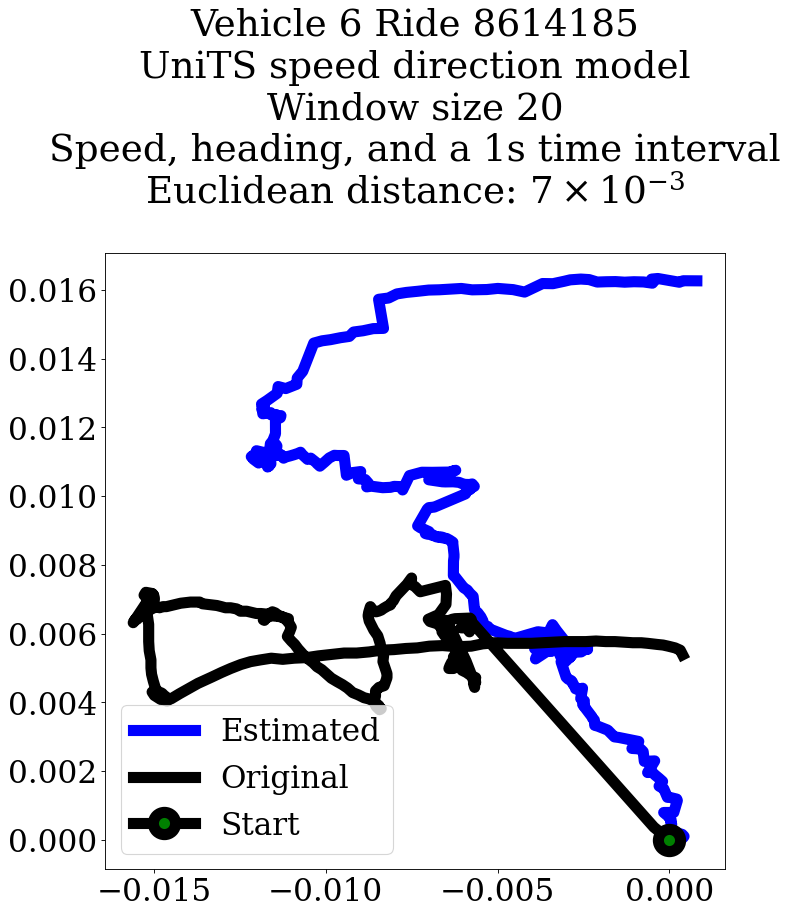 Vehicle 6 Ride 8614185
UniTS speed direction model
Window size 20
Speed, heading, and a 1s time interval
Euclidean distance: 7 × 10⁻³
0.016
0.014
0.012
0.010
0.008
0.006
0.004
0.002
0.000
Estimated
Original
Start
−0.015 −0.010 −0.005 0.000